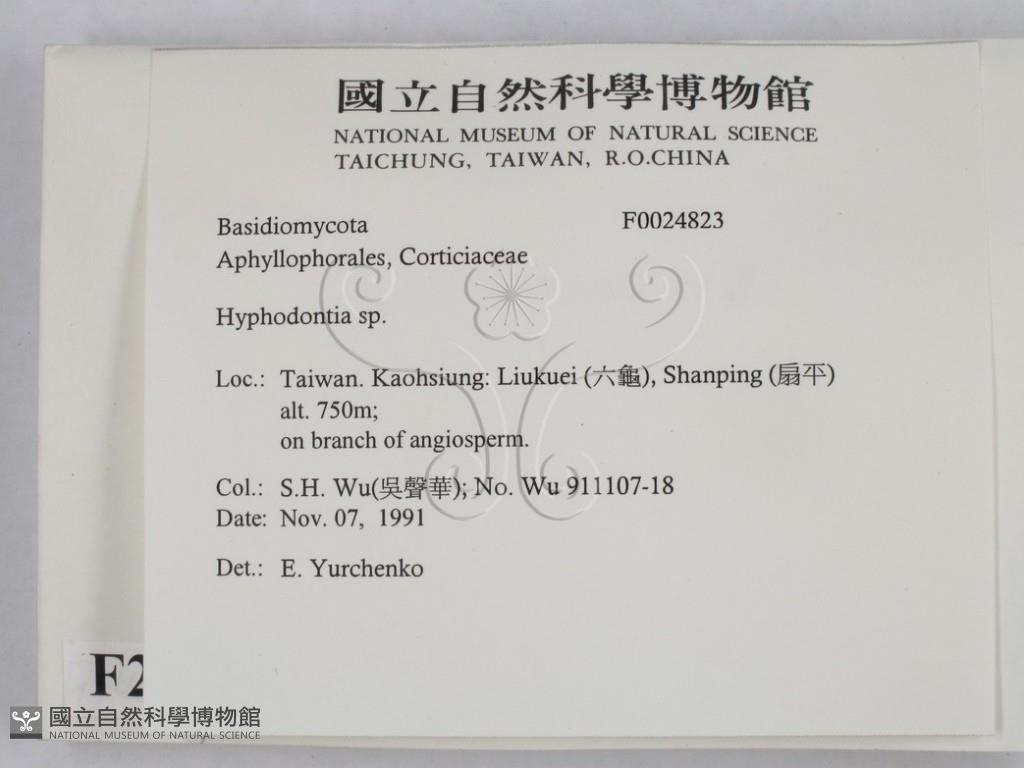 國立自然科學博物館
NATIONAL MUSEUM OF NATURAL SCIENCE
TAICHUNG, TAIWAN, R.O.CHINA
Basidiomycota F0024823
Aphyllophorales, Corticiaceae
Hyphodontia sp.
Loc.: Taiwan. Kaohsiung: Liukuei (六龜), Shanping (扇平)
alt. 750m;
on branch of angiosperm.
Col.: S.H. Wu(吳聲華); No. Wu 911107-18
Date: Nov. 07, 1991
Det.: E. Yurchenko
F2
國立自然科學博物館
NATIONAL MUSEUM OF NATURAL SCIENCE